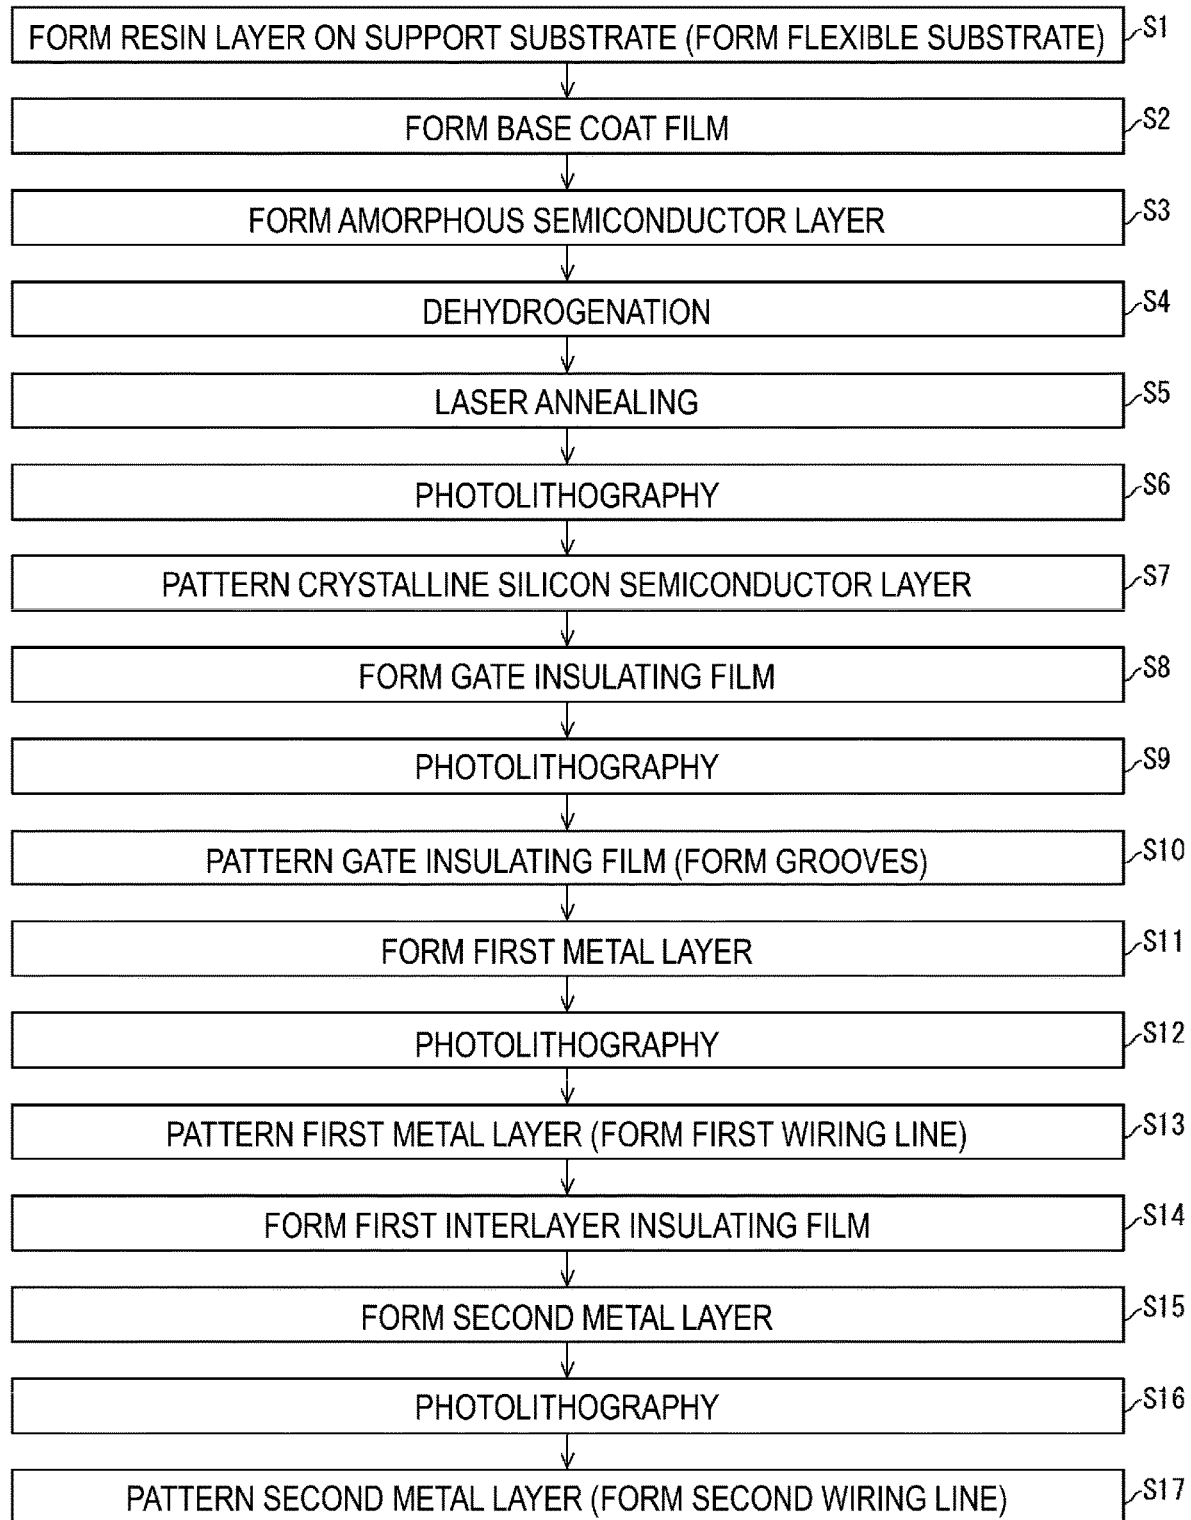 FORM RESIN LAYER ON SUPPORT SUBSTRATE (FORM FLEXIBLE SUBSTRATE) S1
FORM BASE COAT FILM S2
FORM AMORPHOUS SEMICONDUCTOR LAYER S3
DEHYDROGENATION S4
LASER ANNEALING S5
PHOTOLITHOGRAPHY S6
PATTERN CRYSTALLINE SILICON SEMICONDUCTOR LAYER S7
FORM GATE INSULATING FILM S8
PHOTOLITHOGRAPHY S9
PATTERN GATE INSULATING FILM (FORM GROOVES) S10
FORM FIRST METAL LAYER S11
PHOTOLITHOGRAPHY S12
PATTERN FIRST METAL LAYER (FORM FIRST WIRING LINE) S13
FORM FIRST INTERLAYER INSULATING FILM S14
FORM SECOND METAL LAYER S15
PHOTOLITHOGRAPHY S16
PATTERN SECOND METAL LAYER (FORM SECOND WIRING LINE) S17